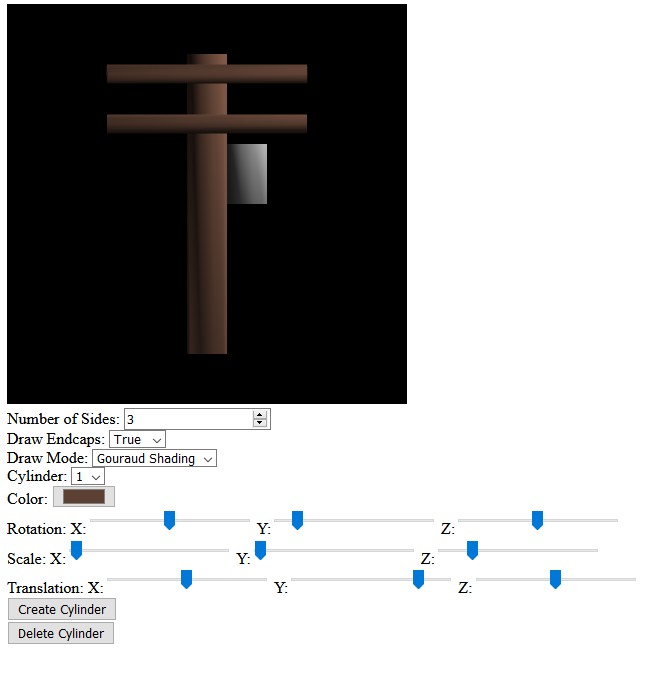 Number of Sides: 3
Draw Endcaps: True
Draw Mode: Gouraud Shading
Cylinder: 1
Color:
Rotation: X: Y: Z:
Scale: X: Y: Z:
Translation: X: Y: Z:
Create Cylinder
Delete Cylinder